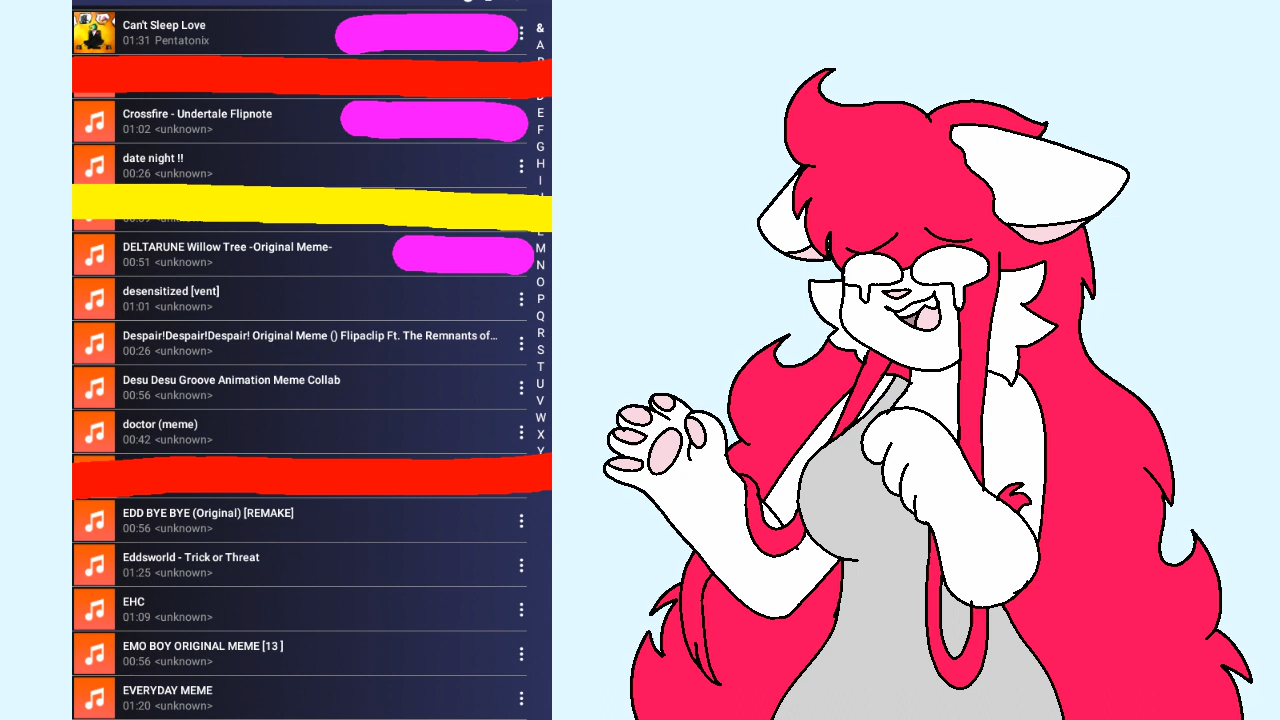 Can't Sleep Love
01:31 Pentatonix
Crossfire - Undertale Flipnote
01:02 <unknown>
date night !!
00:26 <unknown>
DELTARUNE Willow Tree -Original Meme-
00:51 <unknown>
desensitized [vent]
01:01 <unknown>
Despair!Despair!Despair! Original Meme () Flipaclip Ft. The Remnants of...
00:26 <unknown>
Desu Desu Groove Animation Meme Collab
00:56 <unknown>
doctor (meme)
00:42 <unknown>
EDD BYE BYE (Original) [REMAKE]
00:56 <unknown>
Eddsworld - Trick or Threat
01:25 <unknown>
EHC
01:09 <unknown>
EMO BOY ORIGINAL MEME [13 ]
00:56 <unknown>
EVERYDAY MEME
01:20 <unknown>
&
A
E
F
G
H
I
M
N
O
P
Q
R
S
T
U
V
W
X